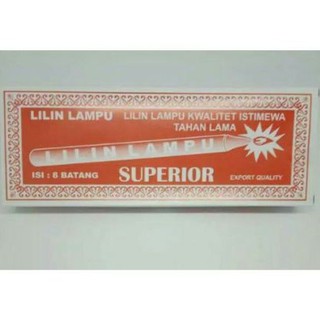 LILIN LAMPU
LILIN LAMPU KWALITET ISTIMEWA
TAHAN LAMA
LILIN LAMPU
ISI : 6 BATANG
SUPERIOR
EXPORT QUALITY